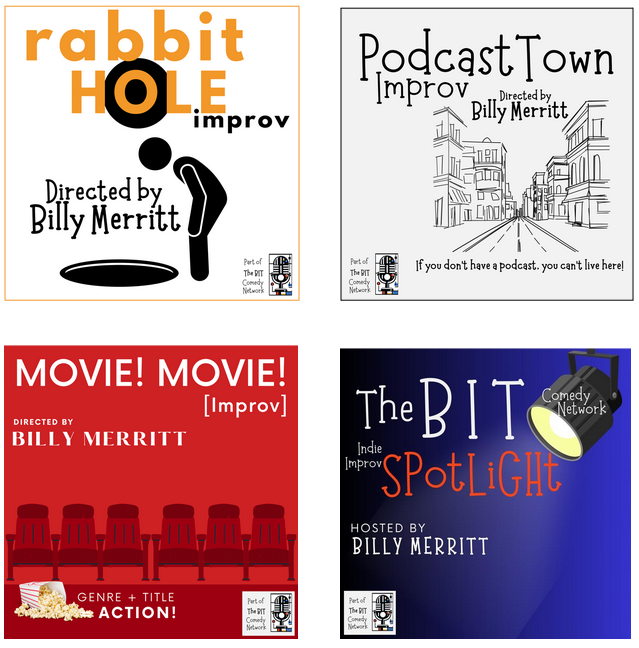 rabbit
HOLE
improv
Directed by
Billy Merritt
Part of
The BIT
Comedy
Network
PodcastTown
Improv
Directed by
Billy Merritt
If you don't have a podcast, you can't live here!
Part of
The BIT
Comedy
Network
MOVIE! MOVIE!
[Improv]
DIRECTED BY
BILLY MERRITT
GENRE + TITLE
ACTION!
Part of
The BIT
Comedy
Network
The BIT
Comedy
Network
Indie
Improv
SPOtLiGHt
HOSTED BY
BILLY MERRITT
Part of
The BIT
Comedy
Network